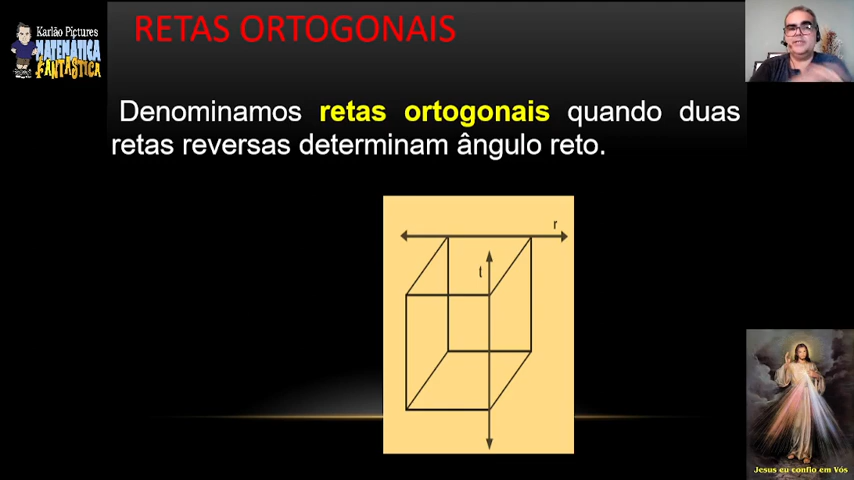 RETAS ORTOGONAIS
Karlão Pictures
MATEMÁTICA
FANTÁSTICA
Denominamos retas ortogonais quando duas
retas reversas determinam ângulo reto.
r
t
Jesus eu confio em Vós